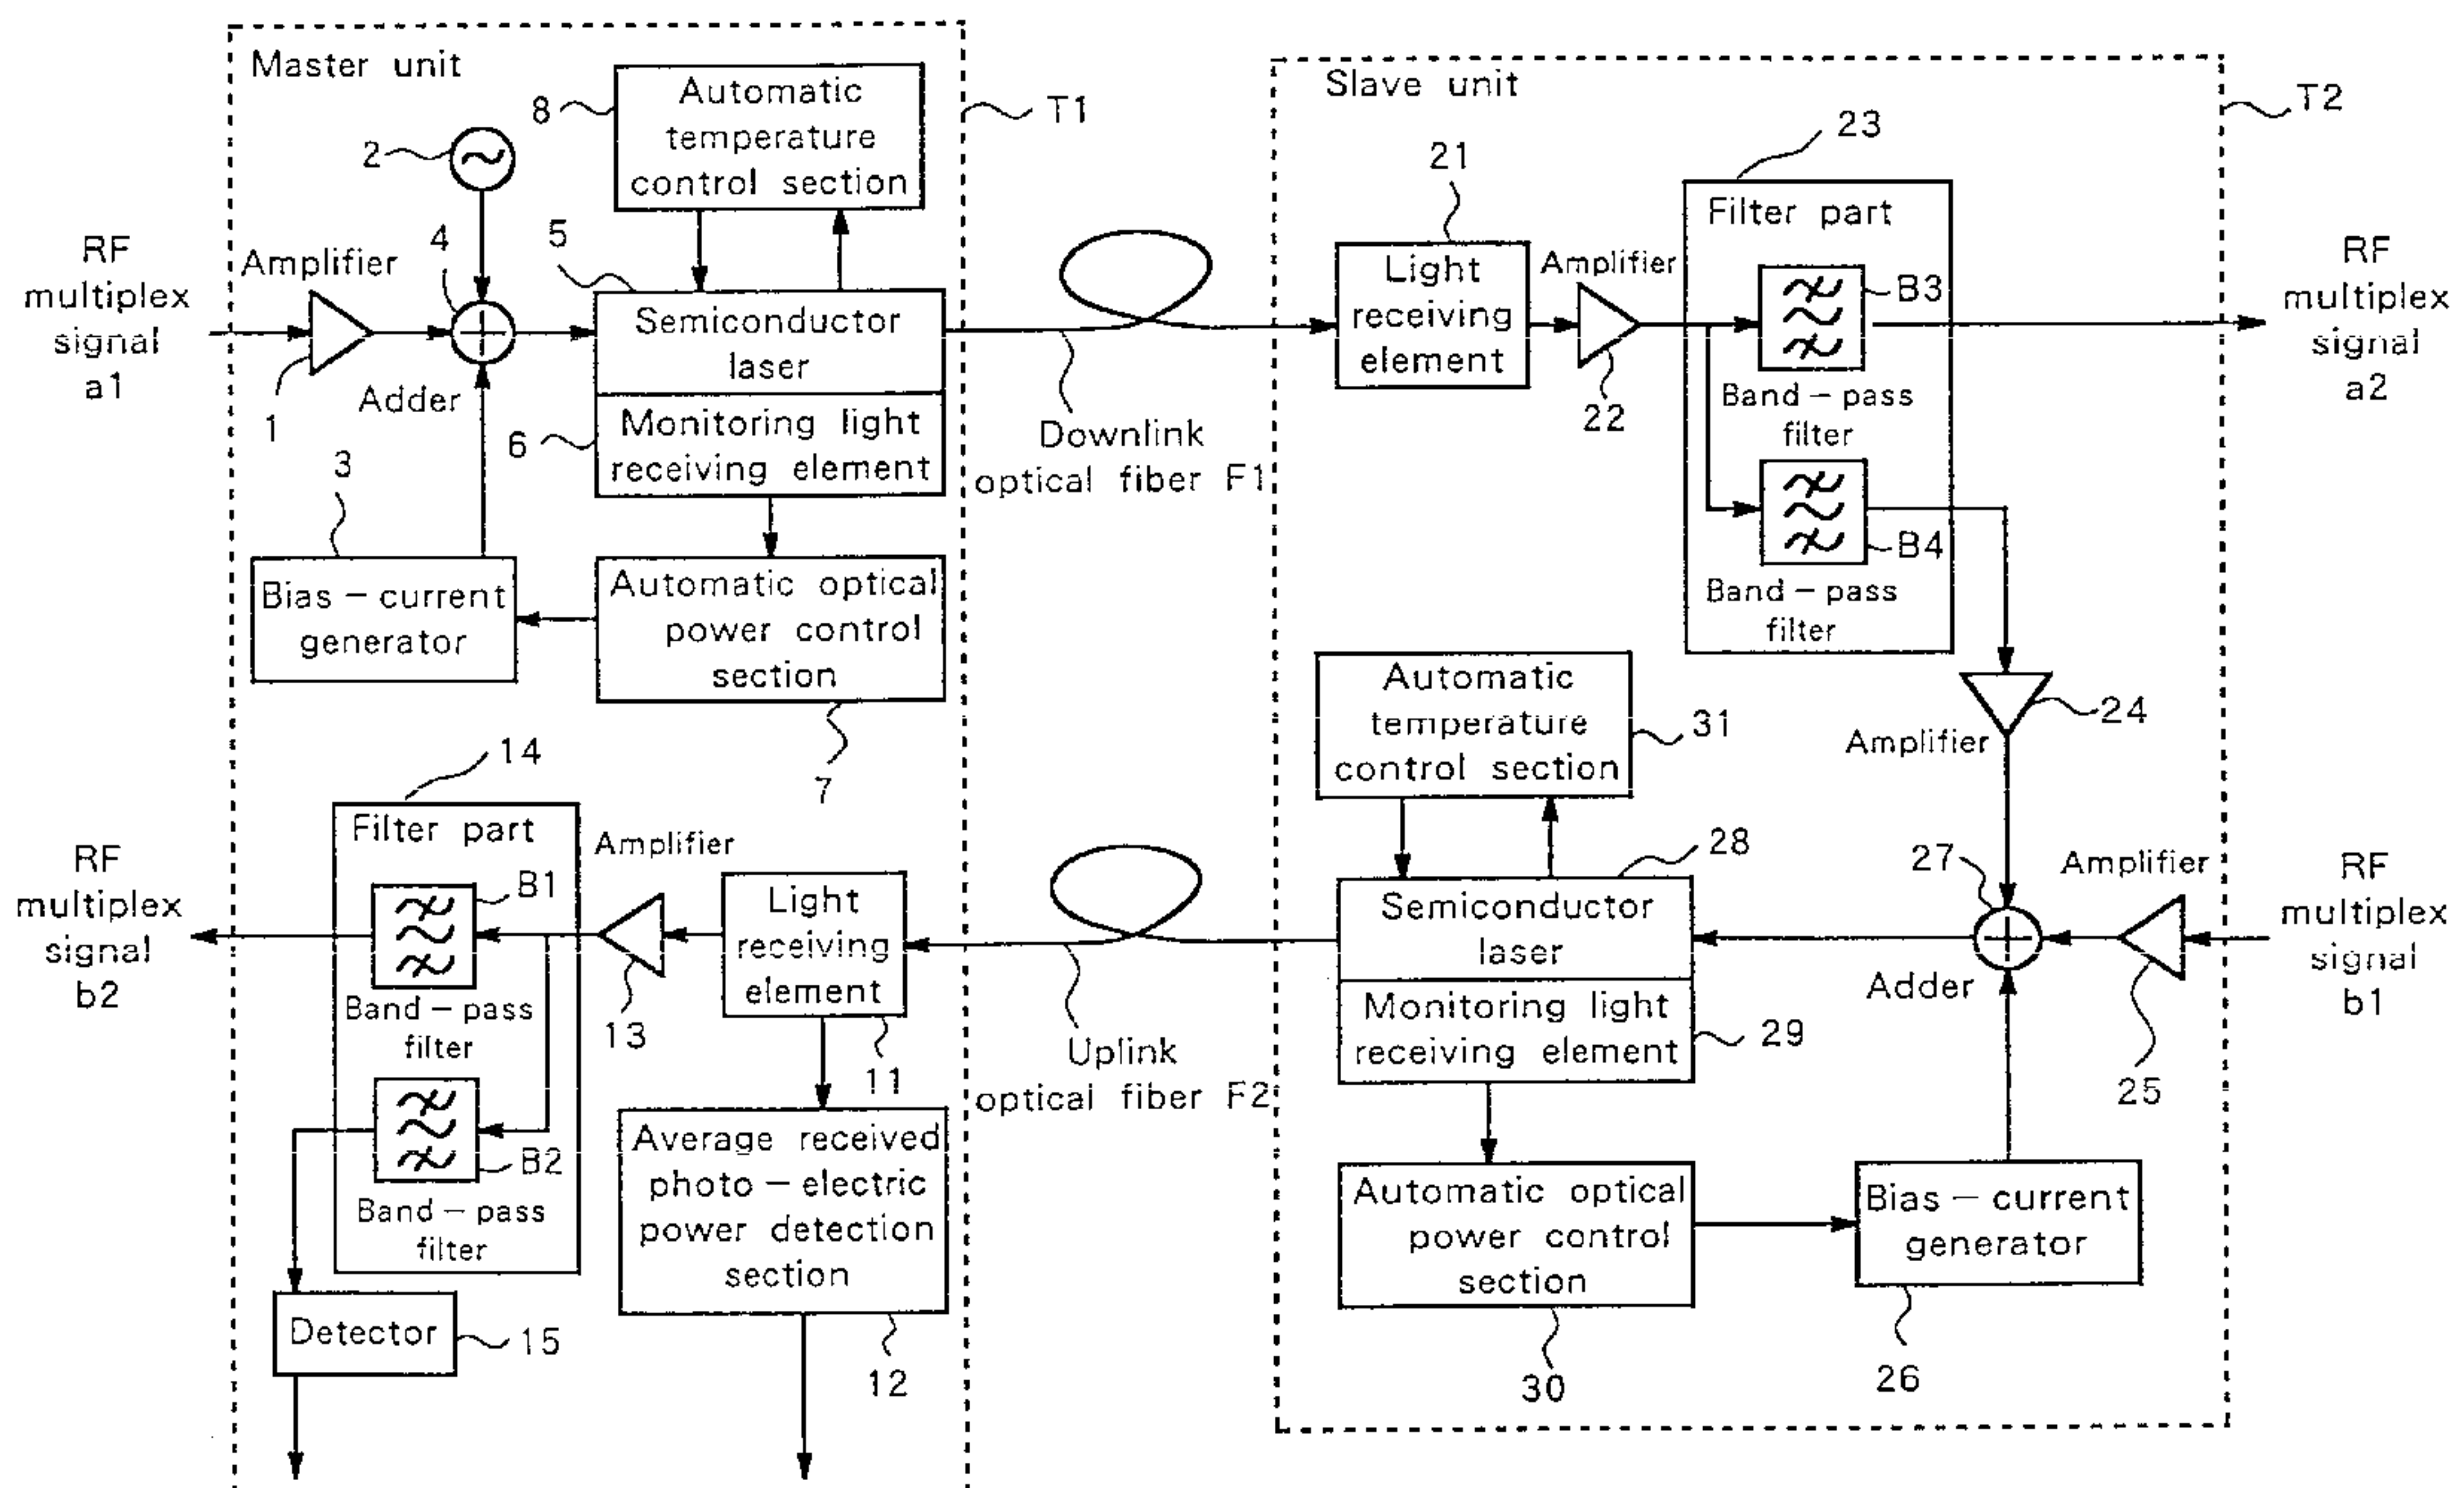 Master unit
8
Automatic
temperature
control section
T1
2
RF
multiplex
signal
a1
Amplifier
1
4
Adder
5
Semiconductor
laser
6
Monitoring light
receiving element
3
Bias – current
generator
Automatic optical
power control
section
7
Downlink
optical fiber F1
Slave unit
T2
21
Light
receiving
element
Amplifier
22
23
Filter part
B3
Band – pass
filter
B4
Band – pass
filter
RF
multiplex
signal
a2
24
Amplifier
Automatic
temperature
control section
31
14
Filter part
B1
Band – pass
filter
B2
Band – pass
filter
RF
multiplex
signal
b2
Amplifier
13
Light
receiving
element
11
Average received
photo – electric
power detection
section
12
Detector
15
Uplink
optical fiber F2
28
Semiconductor
laser
Monitoring light
receiving element
29
Automatic optical
power control
section
30
27
Adder
Amplifier
25
RF
multiplex
signal
b1
Bias – current
generator
26